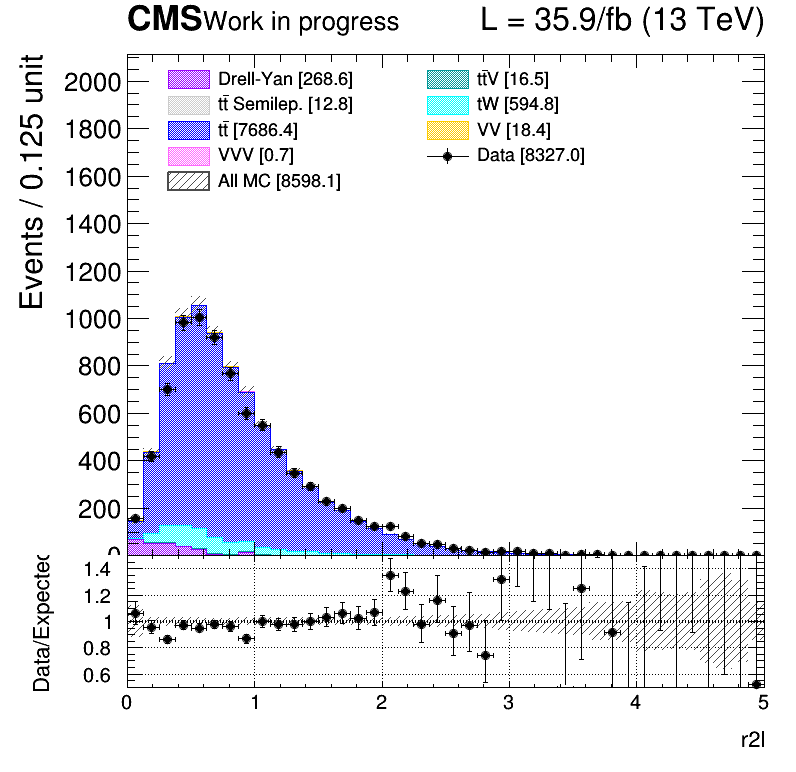 CMS Work in progress L = 35.9/fb (13 TeV)
Events / 0.125 unit
2000
1800
1600
1400
1200
1000
800
600
400
200
0
Drell-Yan [268.6]
tt̄ Semilep. [12.8]
tt̄ [7686.4]
VVV [0.7]
All MC [8598.1]
tt̄V [16.5]
tW [594.8]
VV [18.4]
Data [8327.0]
Data/Expected
1.4
1.2
1
0.8
0.6
0 1 2 3 4 5
r2l